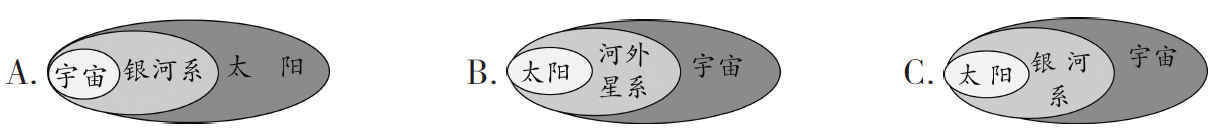 A. 宇宙 银河系 太 阳
B. 太阳 河外星系 宇宙
C. 太阳 银河系 宇宙